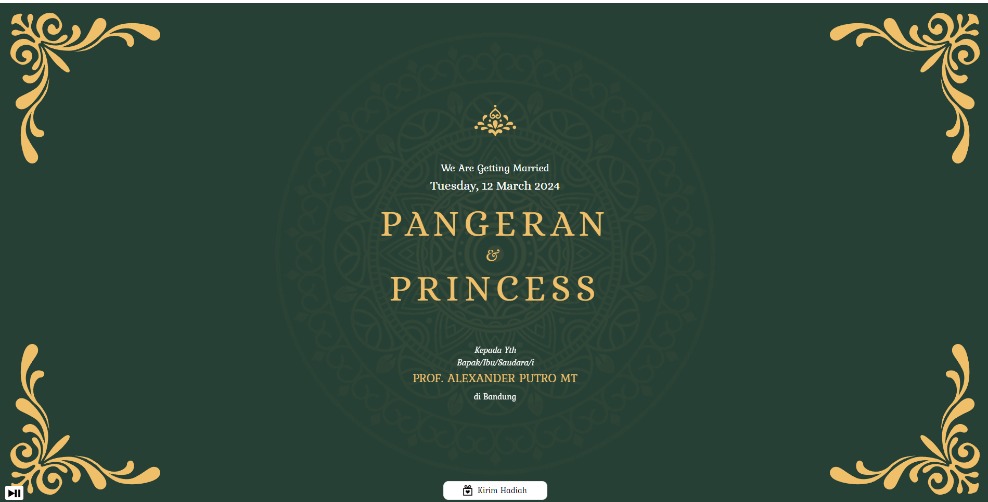 We Are Getting Married
Tuesday, 12 March 2024
PANGERAN
&
PRINCESS
Kepada Yth
Bapak/Ibu/Saudara/i
PROF. ALEXANDER PUTRO MT
di Bandung
Kirim Hadiah